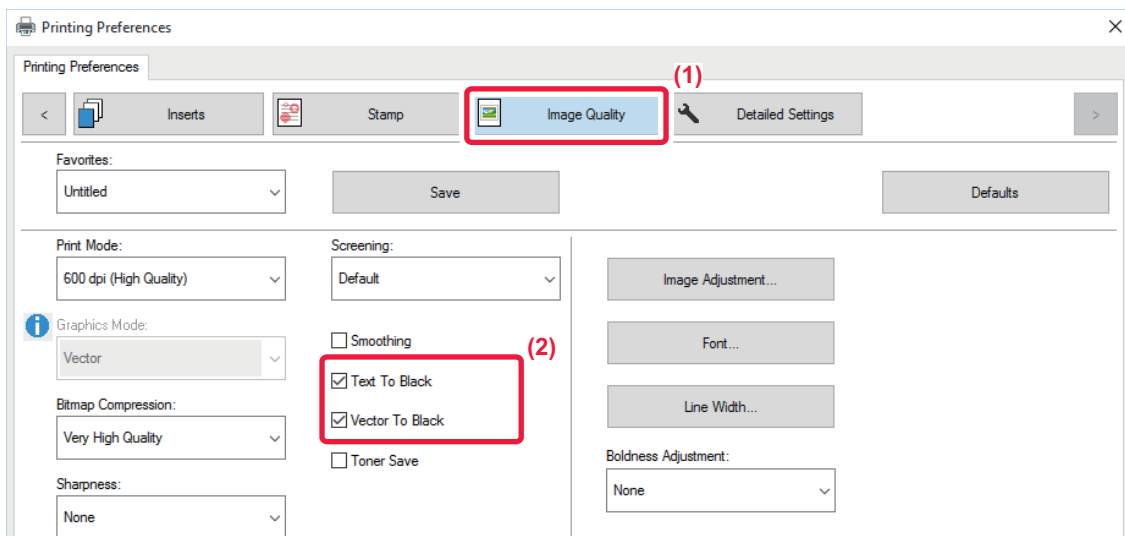 Printing Preferences
Printing Preferences
(1)
<
Inserts
Stamp
Image Quality
Detailed Settings
>
Favorites:
Untitled
Save
Defaults
Print Mode:
600 dpi (High Quality)
Screening:
Default
Image Adjustment...
Graphics Mode:
Vector
Smoothing
(2)
Font...
Text To Black
Bitmap Compression:
Very High Quality
Vector To Black
Line Width...
Toner Save
Boldness Adjustment:
None
Sharpness:
None